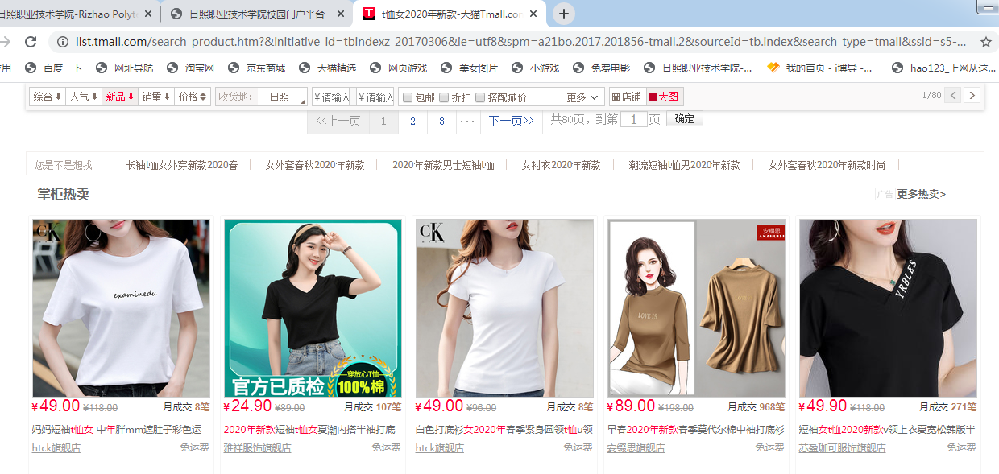 日照职业技术学院-Rizhao Polyt
日照职业技术学院校园门户平台
t恤女2020年新款-天猫Tmall.con
list.tmall.com/search_product.htm?&initiative_id=tbindexz_20170306&ie=utf8&spm=a21bo.2017.201856-tmall.2&sourceId=tb.index&search_type=tmall&ssid=s5-...
用 百度一下 网址导航 淘宝网 京东商城 天猫精选 网页游戏 美女图片 小游戏 免费电影 日照职业技术学院-... 我的首页 - i博导 -... hao123_上网从这...
综合 人气 新品 销量 价格 收货地: 日照 ¥请输入 - ¥请输入 包邮 折扣 搭配减价 更多 店铺 大图 1/80 < >
<<上一页 1 2 3 ··· 下一页>> 共80页，到第 1 页 确定
您是不是想找 长袖t恤女外穿新款2020春 女外套春秋2020年新款 2020年新款男士短袖t恤 女衬衣2020年新款 潮流短袖t恤男2020年新款 女外套春秋2020年新款时尚
掌柜热卖 广告 更多热卖>
CK
examinedu
官方已质检
穿放心T恤
100%棉
CK
LOVE IS
安缀思
ANZHUISI
LOVE
YRBLES
¥49.00 ¥118.00 月成交 8笔
妈妈短袖t恤女 中年胖mm遮肚子彩色运
htck旗舰店 免运费
¥24.90 ¥89.00 月成交 107笔
2020年新款短袖t恤女夏潮内搭半袖打底
雅祥服饰旗舰店 免运费
¥49.00 ¥96.00 月成交 8笔
白色打底衫女2020年春季紧身圆领t恤u领
htck旗舰店 免运费
¥89.00 ¥198.00 月成交 968笔
早春2020年新款春季莫代尔棉中袖打底衫
安缀思旗舰店 免运费
¥49.90 ¥118.00 月成交 271笔
短袖女t恤2020新款v领上衣夏宽松韩版半
苏盈珈可服饰旗舰店 免运费